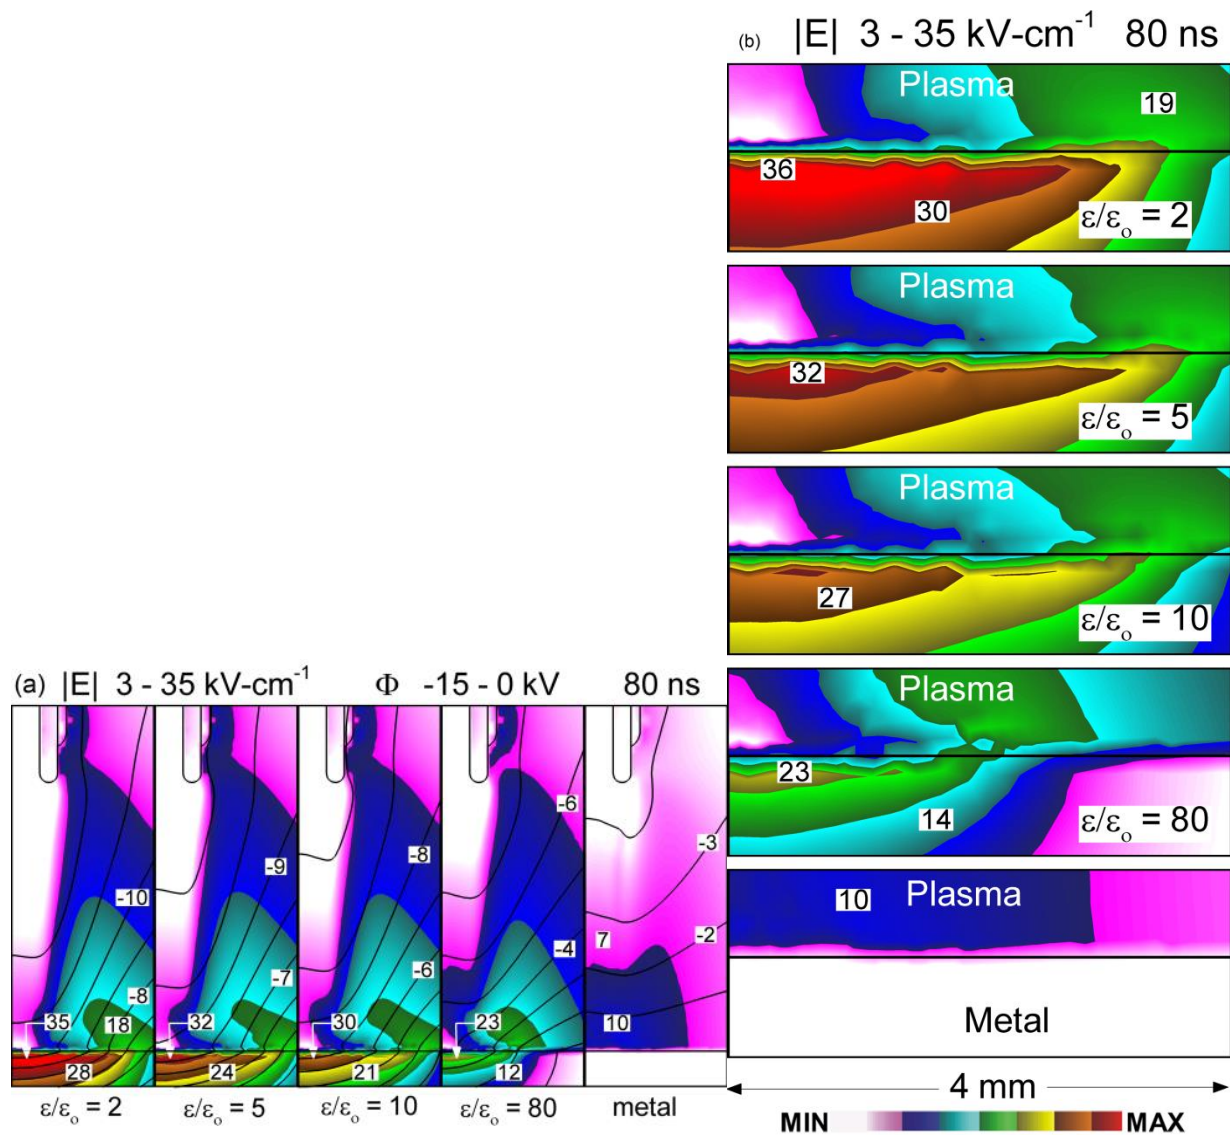 (b) |E| 3 - 35 kV-cm⁻¹ 80 ns
Plasma
19
36
30
ε/εₒ = 2
Plasma
32
ε/εₒ = 5
Plasma
27
ε/εₒ = 10
Plasma
23
14
ε/εₒ = 80
10
Plasma
Metal
4 mm
MIN
MAX
(a) |E| 3 - 35 kV-cm⁻¹ Φ -15 - 0 kV 80 ns
-10
-8
18
35
28
ε/εₒ = 2
-9
-7
32
24
ε/εₒ = 5
-8
-6
30
21
ε/εₒ = 10
-6
-4
23
12
ε/εₒ = 80
-3
-2
7
10
metal